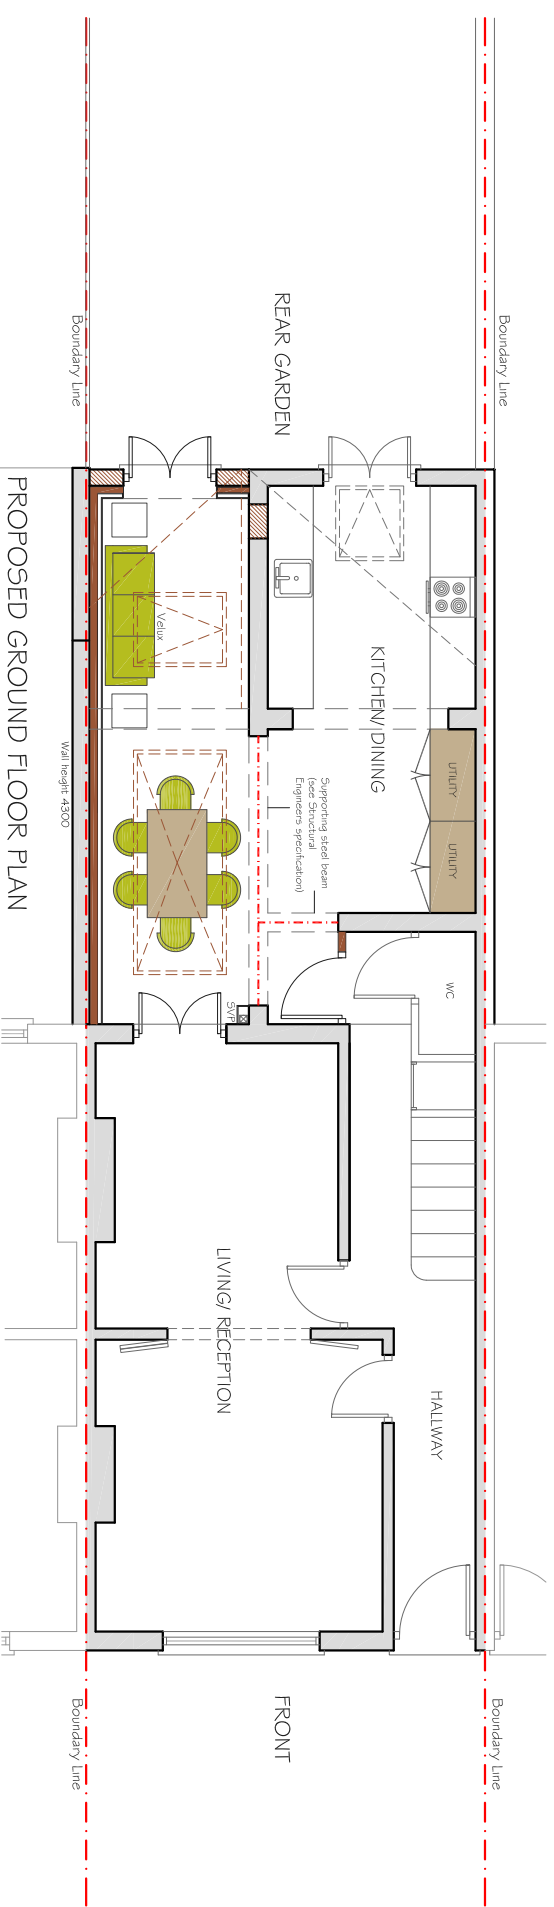 PROPOSED GROUND FLOOR PLAN
REAR GARDEN
FRONT
Boundary Line
Boundary Line
Boundary Line
Boundary Line
KITCHEN/ DINING
UTILITY
UTILITY
WC
HALLWAY
LIVING/ RECEPTION
Supporting steel beam
(see Structural
Engineers specification)
SVP
Velux
Wall height 4300